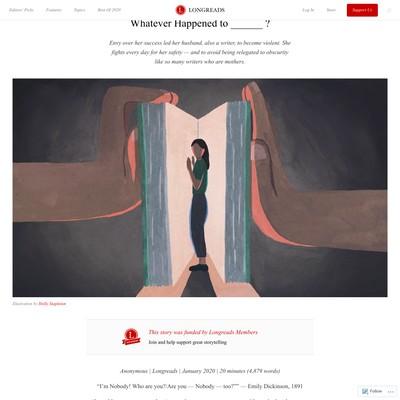 Editors' Picks Features Topics Best Of 2020 LONGREADS Log In Store Support Us
Whatever Happened to ______ ?
Envy over her success led her husband, also a writer, to become violent. She
fights every day for her safety — and to avoid being relegated to obscurity
like so many writers who are mothers.
Illustration by Holly Stapleton
This story was funded by Longreads Members
Join and help support great storytelling
Anonymous | Longreads | January 2020 | 20 minutes (4,879 words)
"I'm Nobody! Who are you?/Are you — Nobody — too?"" — Emily Dickinson, 1891
Follow